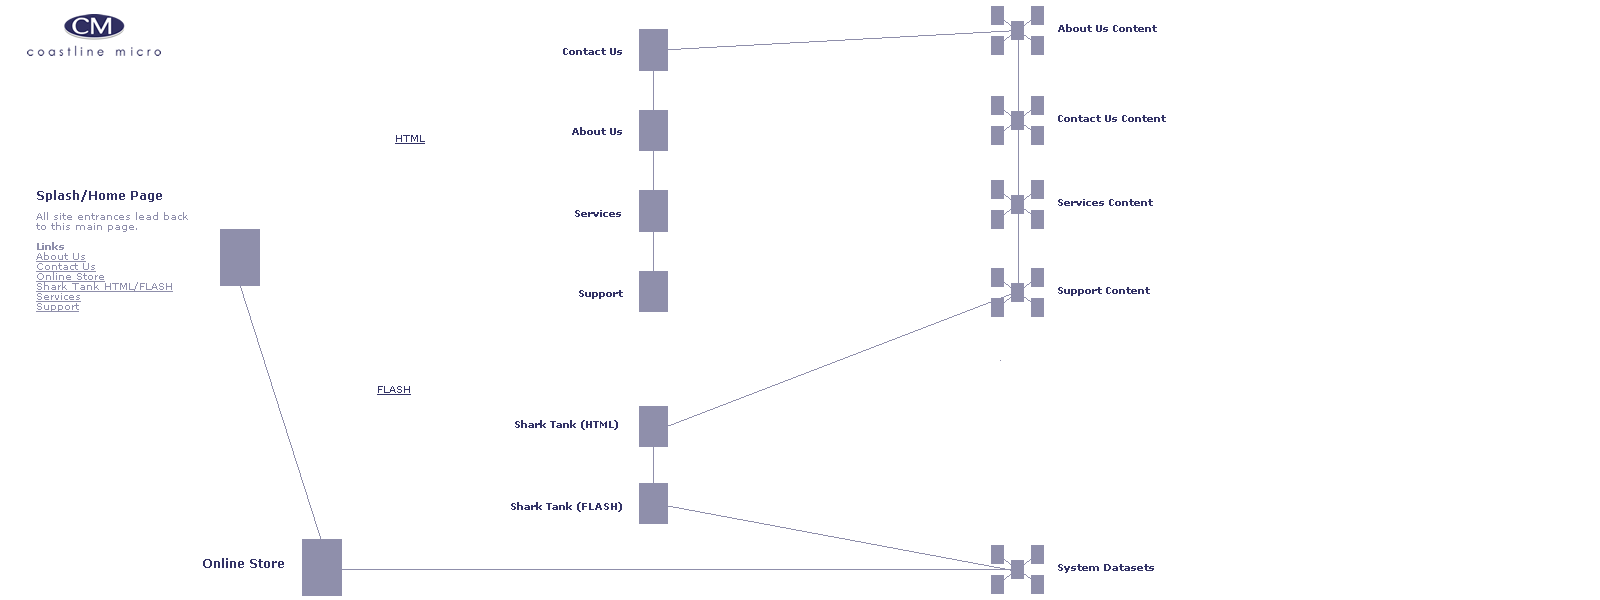 CM
coastline micro
Splash/Home Page
All site entrances lead back
to this main page.
Links
About Us
Contact Us
Online Store
Shark Tank HTML/FLASH
Services
Support
HTML
FLASH
Online Store
Contact Us
About Us
Services
Support
Shark Tank (HTML)
Shark Tank (FLASH)
About Us Content
Contact Us Content
Services Content
Support Content
System Datasets